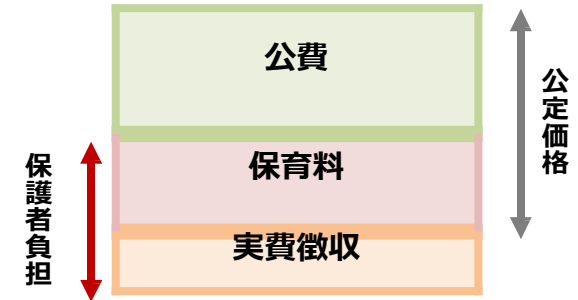 公費
保育料
実費徴収
保護者負担
公定価格